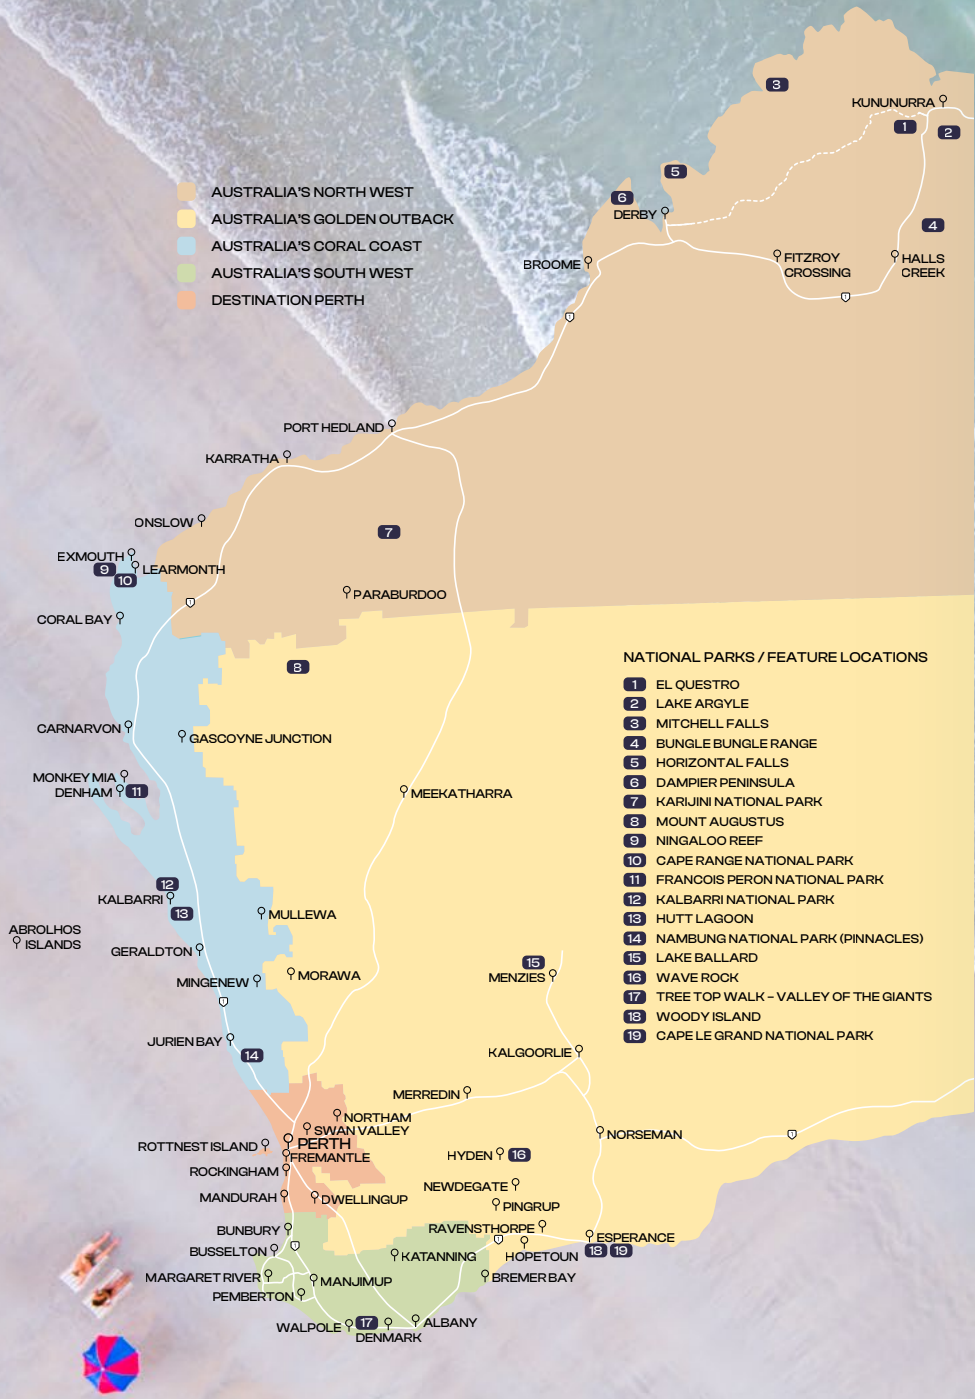 3
KUNUNURRA
1
2
5
AUSTRALIA'S NORTH WEST
6
DERBY
AUSTRALIA'S GOLDEN OUTBACK
4
AUSTRALIA'S CORAL COAST
BROOME
FITZROY
CROSSING
HALLS
CREEK
AUSTRALIA'S SOUTH WEST
DESTINATION PERTH
1
1
PORT HEDLAND
KARRATHA
ONSLOW
7
EXMOUTH
9
LEARMONTH
10
PARABURDOO
1
CORAL BAY
8
NATIONAL PARKS / FEATURE LOCATIONS
1 EL QUESTRO
2 LAKE ARGYLE
3 MITCHELL FALLS
4 BUNGLE BUNGLE RANGE
5 HORIZONTAL FALLS
6 DAMPIER PENINSULA
7 KARIJINI NATIONAL PARK
8 MOUNT AUGUSTUS
9 NINGALOO REEF
10 CAPE RANGE NATIONAL PARK
11 FRANCOIS PERON NATIONAL PARK
12 KALBARRI NATIONAL PARK
13 HUTT LAGOON
14 NAMBUNG NATIONAL PARK (PINNACLES)
15 LAKE BALLARD
16 WAVE ROCK
17 TREE TOP WALK – VALLEY OF THE GIANTS
18 WOODY ISLAND
19 CAPE LE GRAND NATIONAL PARK
CARNARVON
GASCOYNE JUNCTION
MONKEY MIA
DENHAM
11
MEEKATHARRA
12
KALBARRI
13
MULLEWA
ABROLHOS
ISLANDS
GERALDTON
15
MENZIES
MORAWA
MINGENEW
1
JURIEN BAY
14
KALGOORLIE
MERREDIN
NORTHAM
SWAN VALLEY
NORSEMAN
1
ROTTNEST ISLAND
PERTH
FREMANTLE
HYDEN
16
ROCKINGHAM
NEWDEGATE
MANDURAH
DWELLINGUP
PINGRUP
BUNBURY
RAVENSTHORPE
ESPERANCE
1
1
BUSSELTON
KATANNING
HOPETOUN
18
19
MARGARET RIVER
MANJIMUP
BREMER BAY
PEMBERTON
WALPOLE
17
ALBANY
DENMARK